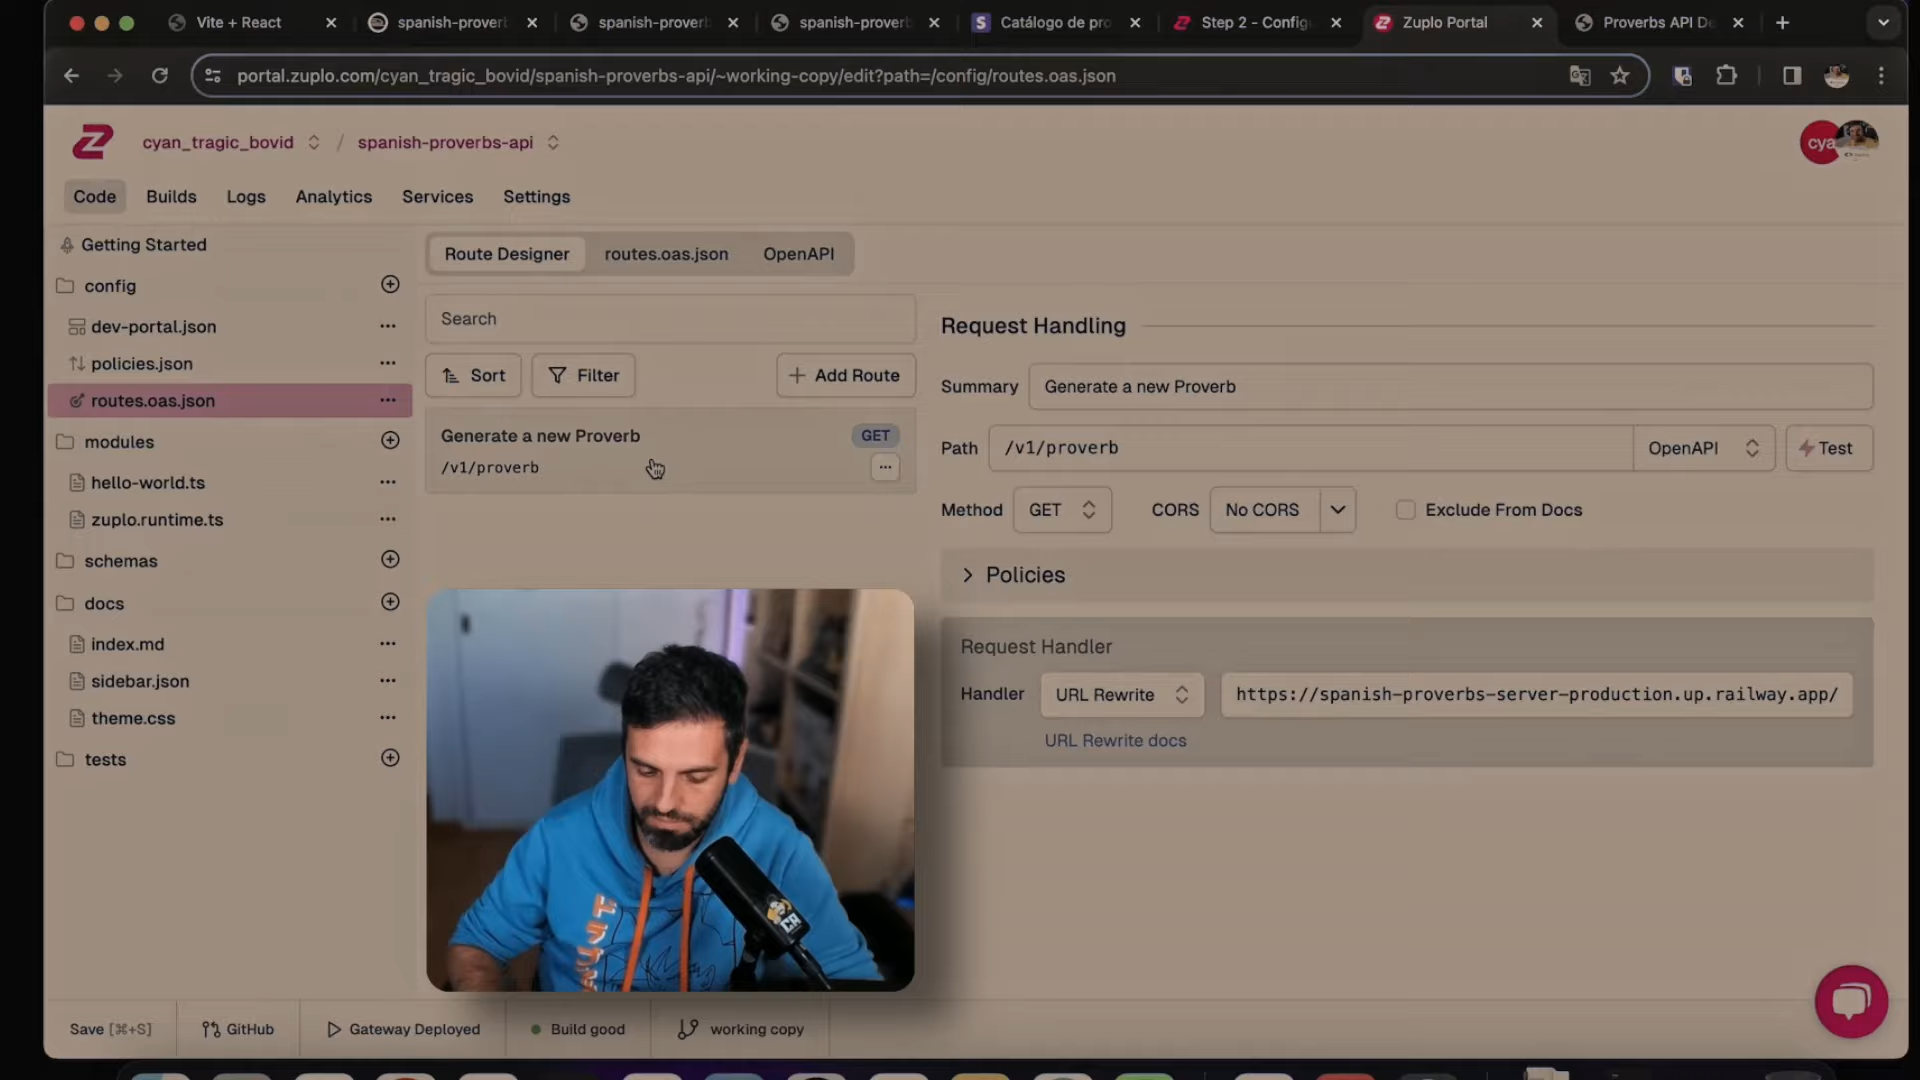 Vite + React
spanish-proverb
spanish-prover
spanish-prover
Catálogo de pro
Step 2 - Config
Zuplo Portal
Proverbs API De
portal.zuplo.com/cyan_tragic_bovid/spanish-proverbs-api/~working-copy/edit?path=/config/routes.oas.json
cyan_tragic_bovid / spanish-proverbs-api
cya
Code Builds Logs Analytics Services Settings
Getting Started
config
dev-portal.json
policies.json
routes.oas.json
modules
hello-world.ts
zuplo.runtime.ts
schemas
docs
index.md
sidebar.json
theme.css
tests
Route Designer routes.oas.json OpenAPI
Search
Sort Filter + Add Route
Generate a new Proverb GET
/v1/proverb
Request Handling
Summary Generate a new Proverb
Path /v1/proverb OpenAPI Test
Method GET CORS No CORS Exclude From Docs
Policies
Request Handler
Handler URL Rewrite https://spanish-proverbs-server-production.up.railway.app/
URL Rewrite docs
Save [⌘+S] GitHub Gateway Deployed Build good working copy